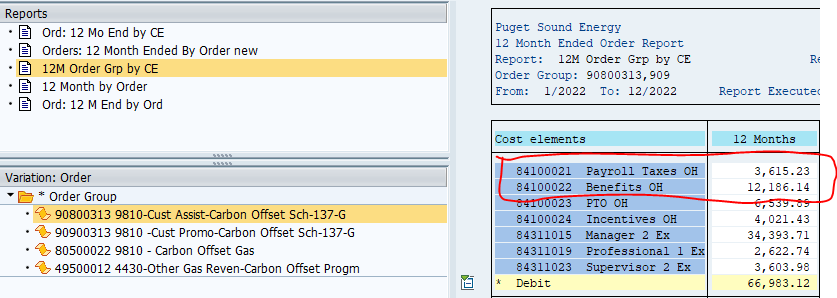 Reports
Ord: 12 Mo End by CE
Orders: 12 Month Ended By Order new
12M Order Grp by CE
12 Month by Order
Ord: 12 M End by Ord
Variation: Order
* Order Group
90800313 9810-Cust Assist-Carbon Offset Sch-137-G
90900313 9810 -Cust Promo-Carbon Offset Sch-137-G
80500022 9810 - Carbon Offset Gas
49500012 4430-Other Gas Reven-Carbon Offset Progm
Puget Sound Energy
12 Month Ended Order Report
Report: 12M Order Grp by CE Re
Order Group: 90800313,909
From: 1/2022 To: 12/2022 Report Executed
Cost elements 12 Months
84100021 Payroll Taxes OH 3,615.23
84100022 Benefits OH 12,186.14
84100023 PTO OH 6,539.89
84100024 Incentives OH 4,021.43
84311015 Manager 2 Ex 34,393.71
84311019 Professional 1 Ex 2,622.74
84311023 Supervisor 2 Ex 3,603.98
* Debit 66,983.12